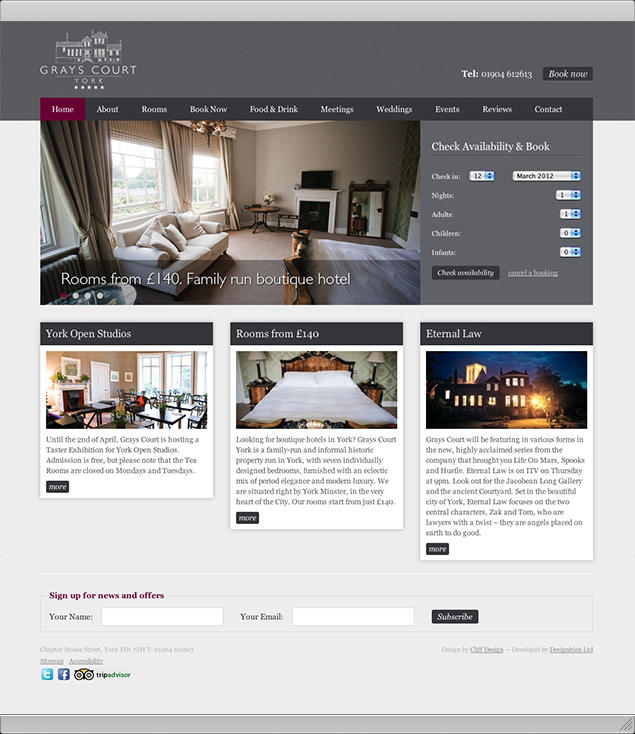 GRAYS COURT
YORK
Tel: 01904 612613 Book now
Home About Rooms Book Now Food & Drink Meetings Weddings Events Reviews Contact
Check Availability & Book
Check in: 12 March 2012
Nights: 1
Adults: 1
Children: 0
Infants: 0
Check availability cancel a booking
Rooms from £140. Family run boutique hotel
York Open Studios
Until the 2nd of April, Grays Court is hosting a
Taster Exhibition for York Open Studios.
Admission is free, but please note that the Tea
Rooms are closed on Mondays and Tuesdays.
more
Rooms from £140
Looking for boutique hotels in York? Grays Court
York is a family-run and informal historic
property run in York, with seven individually
designed bedrooms, furnished with an eclectic
mix of period elegance and modern luxury. We
are situated right by York Minster, in the very
heart of the City. Our rooms start from just £140.
more
Eternal Law
Grays Court will be featuring in various forms in
the new, highly acclaimed series from the
company that brought you Life On Mars, Spooks
and Hustle. Eternal Law is on ITV on Thursday
at 9pm. Look out for the Jacobean Long Gallery
and the ancient Courtyard. Set in the beautiful
city of York, Eternal Law focuses on the two
central characters, Zak and Tom, who are
lawyers with a twist – they are angels placed on
earth to do good.
more
Sign up for news and offers
Your Name: Your Email: Subscribe
Chapter House Street, York YO1 7JH T: 01904 612613
Design by Cliff Design — Developed by Designition Ltd
Sitemap Accessibility
tripadvisor